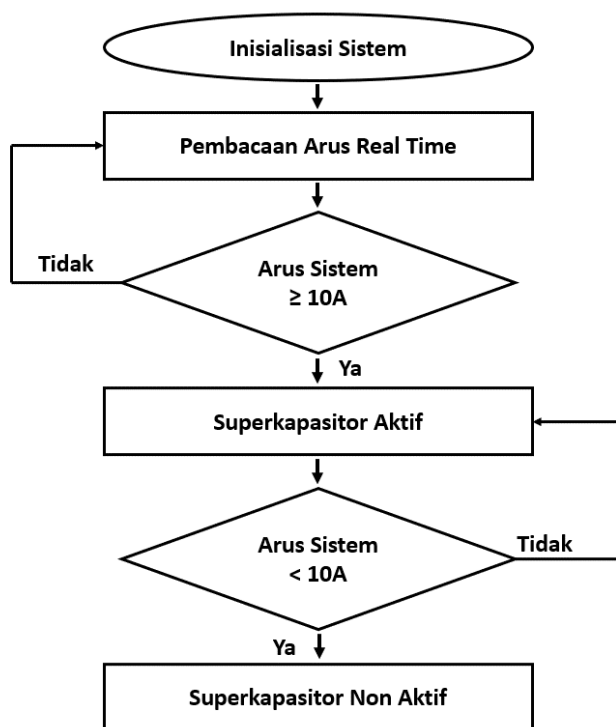 Inisialisasi Sistem
Pembacaan Arus Real Time
Tidak
Arus Sistem
≥ 10A
Ya
Superkapasitor Aktif
Arus Sistem
< 10A
Tidak
Ya
Superkapasitor Non Aktif